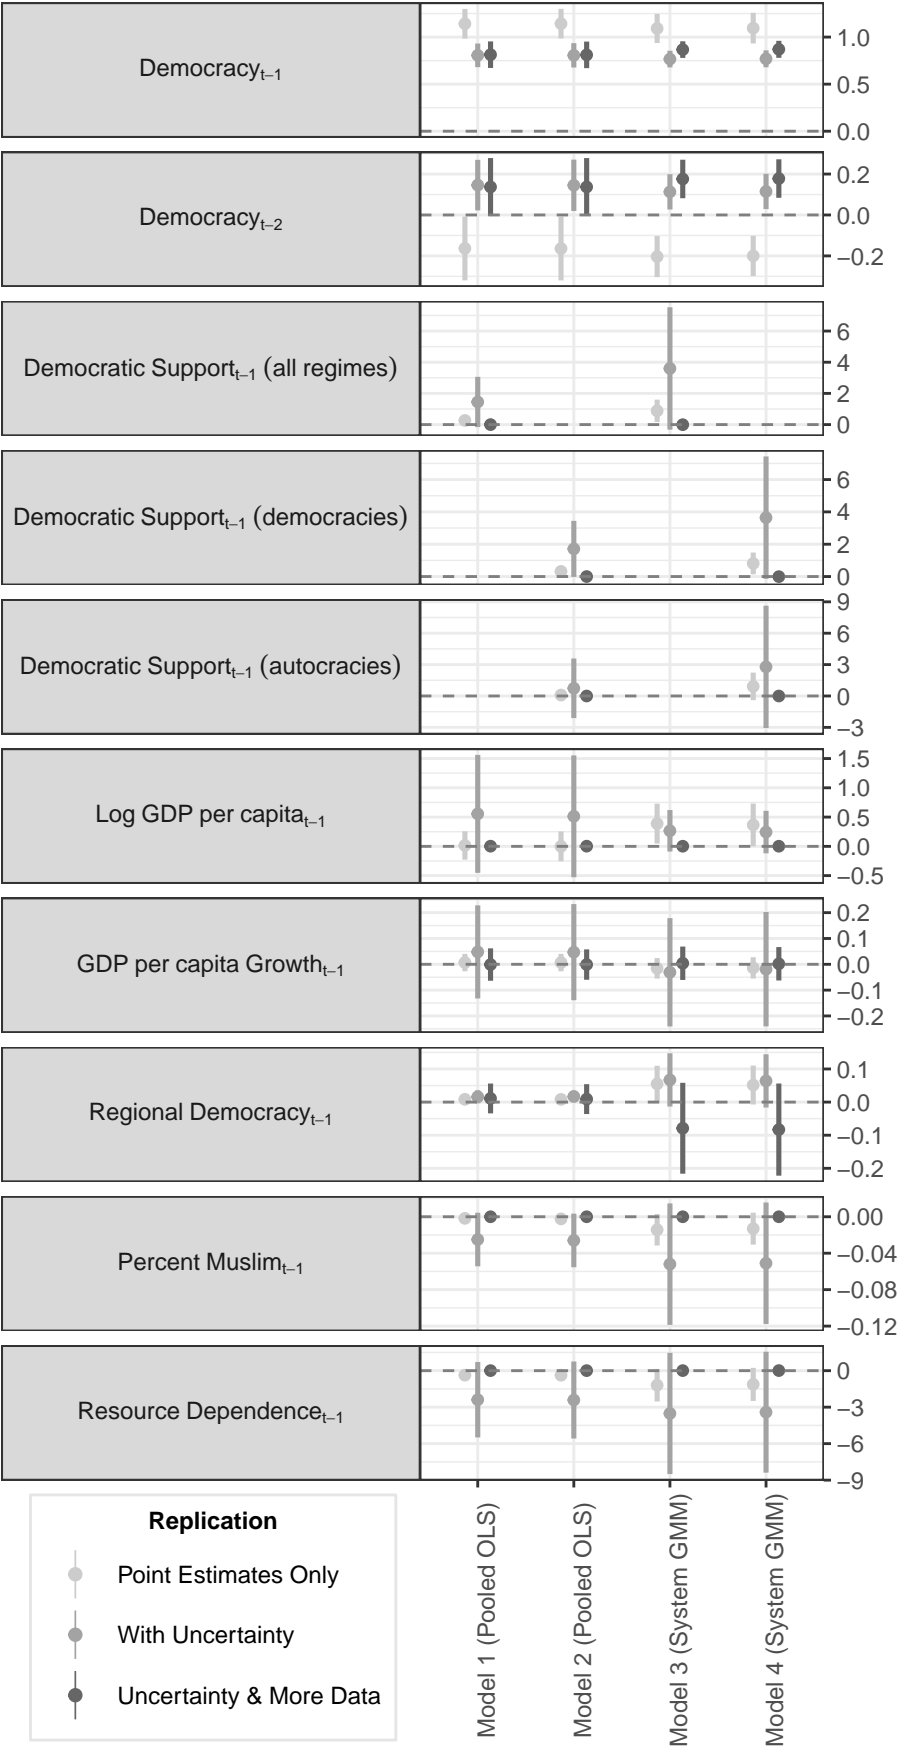 Democracy_t−1
1.0
0.5
0.0
Democracy_t−2
0.2
0.0
−0.2
Democratic Support_t−1 (all regimes)
6
4
2
0
Democratic Support_t−1 (democracies)
6
4
2
0
Democratic Support_t−1 (autocracies)
9
6
3
0
−3
Log GDP per capita_t−1
1.5
1.0
0.5
0.0
−0.5
GDP per capita Growth_t−1
0.2
0.1
0.0
−0.1
−0.2
Regional Democracy_t−1
0.1
0.0
−0.1
−0.2
Percent Muslim_t−1
0.00
−0.04
−0.08
−0.12
Resource Dependence_t−1
0
−3
−6
−9
Model 1 (Pooled OLS)
Model 2 (Pooled OLS)
Model 3 (System GMM)
Model 4 (System GMM)
Replication
Point Estimates Only
With Uncertainty
Uncertainty & More Data